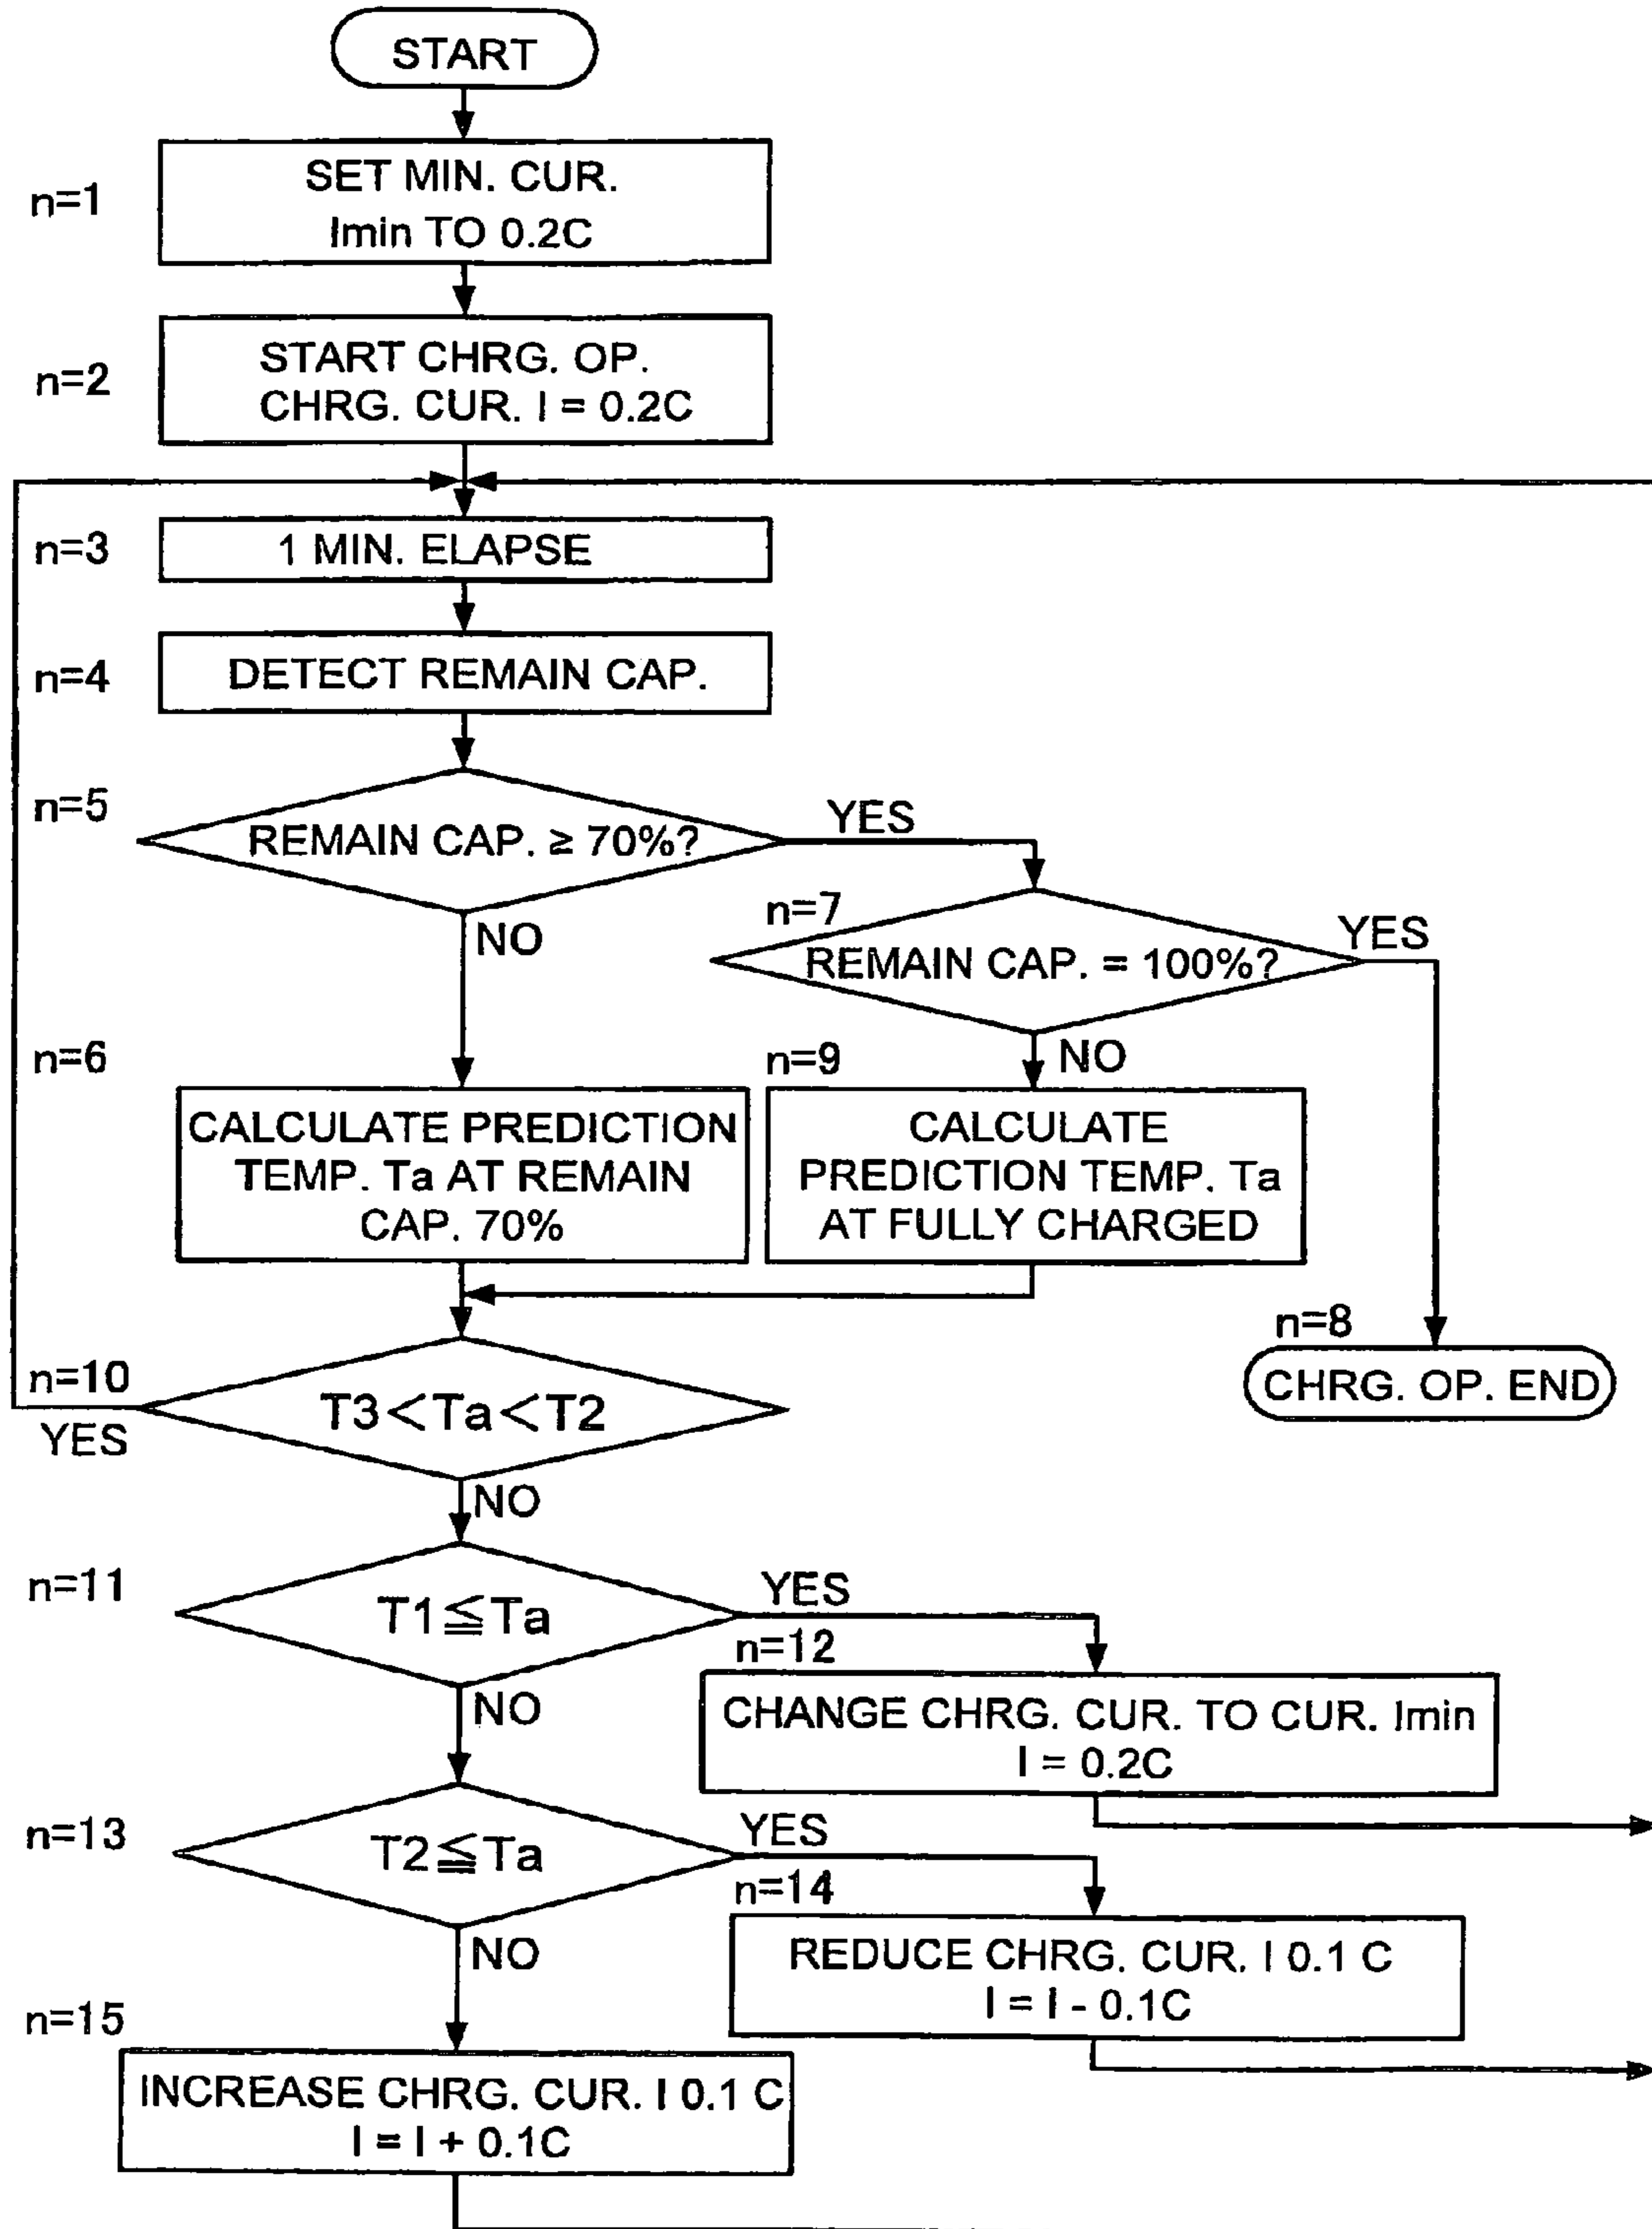 START
n=1
SET MIN. CUR.
Imin TO 0.2C
n=2
START CHRG. OP.
CHRG. CUR. I = 0.2C
n=3
1 MIN. ELAPSE
n=4
DETECT REMAIN CAP.
n=5
REMAIN CAP. ≥ 70%?
YES
NO
n=7
REMAIN CAP. = 100%?
YES
NO
n=6
CALCULATE PREDICTION
TEMP. Ta AT REMAIN
CAP. 70%
n=9
CALCULATE
PREDICTION TEMP. Ta
AT FULLY CHARGED
n=8
CHRG. OP. END
n=10
T3<Ta<T2
YES
NO
n=11
T1≦Ta
YES
NO
n=12
CHANGE CHRG. CUR. TO CUR. Imin
I = 0.2C
n=13
T2≦Ta
YES
NO
n=14
REDUCE CHRG. CUR. I 0.1 C
I = I - 0.1C
n=15
INCREASE CHRG. CUR. I 0.1 C
I = I + 0.1C